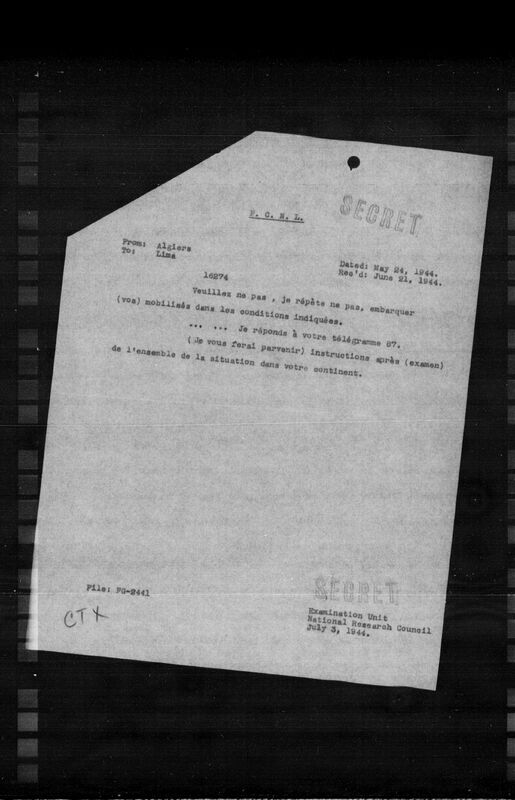 F. C. N. L.
SECRET
From: Algiers
To: Lima
Dated: May 24, 1944.
Rec'd: June 21, 1944.
16274
Veuillez ne pas , je répète ne pas, embarquer
(vos) mobilisés dans les conditions indiquées.
... ... Je réponds à votre télégramme 67.
(Je vous ferai parvenir) instructions après (examen)
de l'ensemble de la situation dans votre continent.
File: FG-2441
CTX
SECRET
Examination Unit
National Research Council
July 3, 1944.